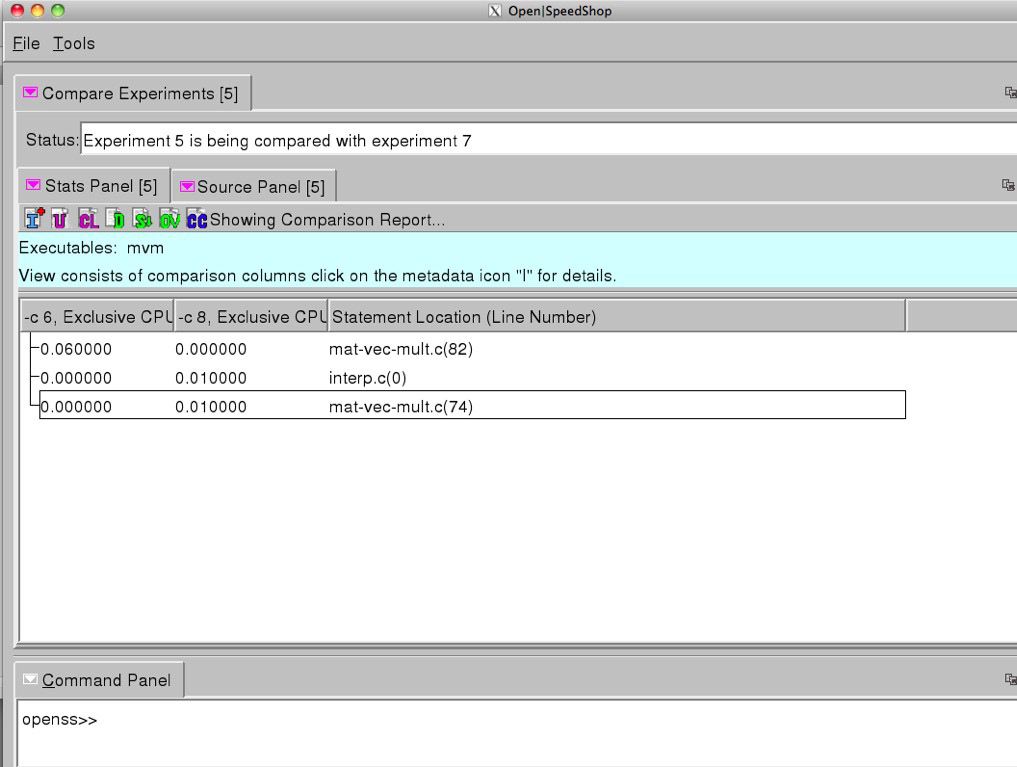 X Open|SpeedShop
File Tools
Compare Experiments [5]
Status: Experiment 5 is being compared with experiment 7
Stats Panel [5] Source Panel [5]
I U CL D St OV CC Showing Comparison Report...
Executables: mvm
View consists of comparison columns click on the metadata icon "I" for details.
-c 6, Exclusive CPU -c 8, Exclusive CPU Statement Location (Line Number)
0.060000 0.000000 mat-vec-mult.c(82)
0.000000 0.010000 interp.c(0)
0.000000 0.010000 mat-vec-mult.c(74)
Command Panel
openss>>